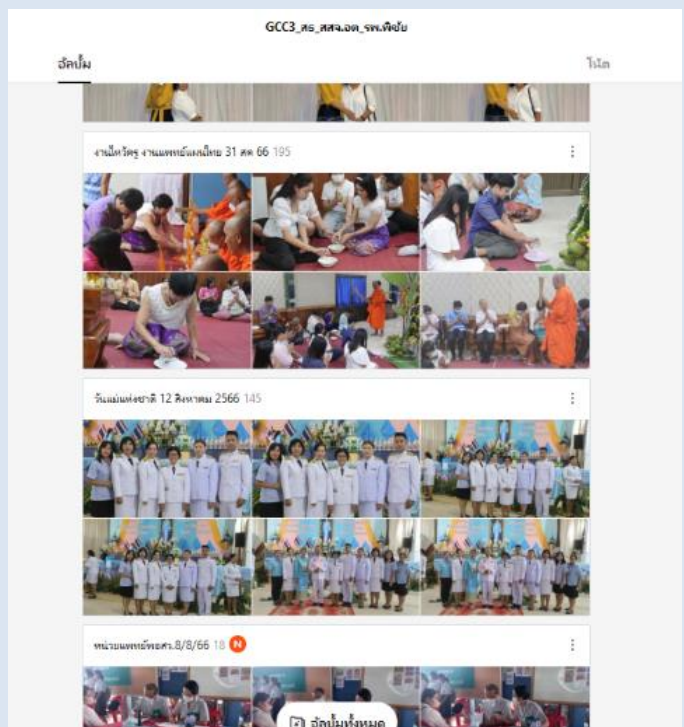 GCC3_สธ_สสจ.อต_รพ.พิชัย
อัลบั้ม
โน้ต
งานไหว้ครู งานแพทย์แผนไทย 31 สค 66 195
วันแม่แห่งชาติ 12 สิงหาคม 2566 145
หน่วยแพทย์พอสว.8/8/66 18 N
อัลบั้มทั้งหมด